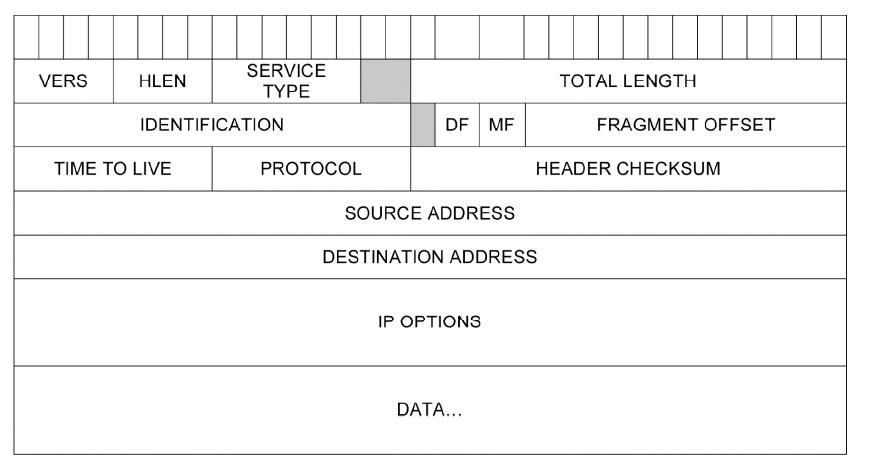 VERS HLEN SERVICE TYPE TOTAL LENGTH
IDENTIFICATION DF MF FRAGMENT OFFSET
TIME TO LIVE PROTOCOL HEADER CHECKSUM
SOURCE ADDRESS
DESTINATION ADDRESS
IP OPTIONS
DATA...